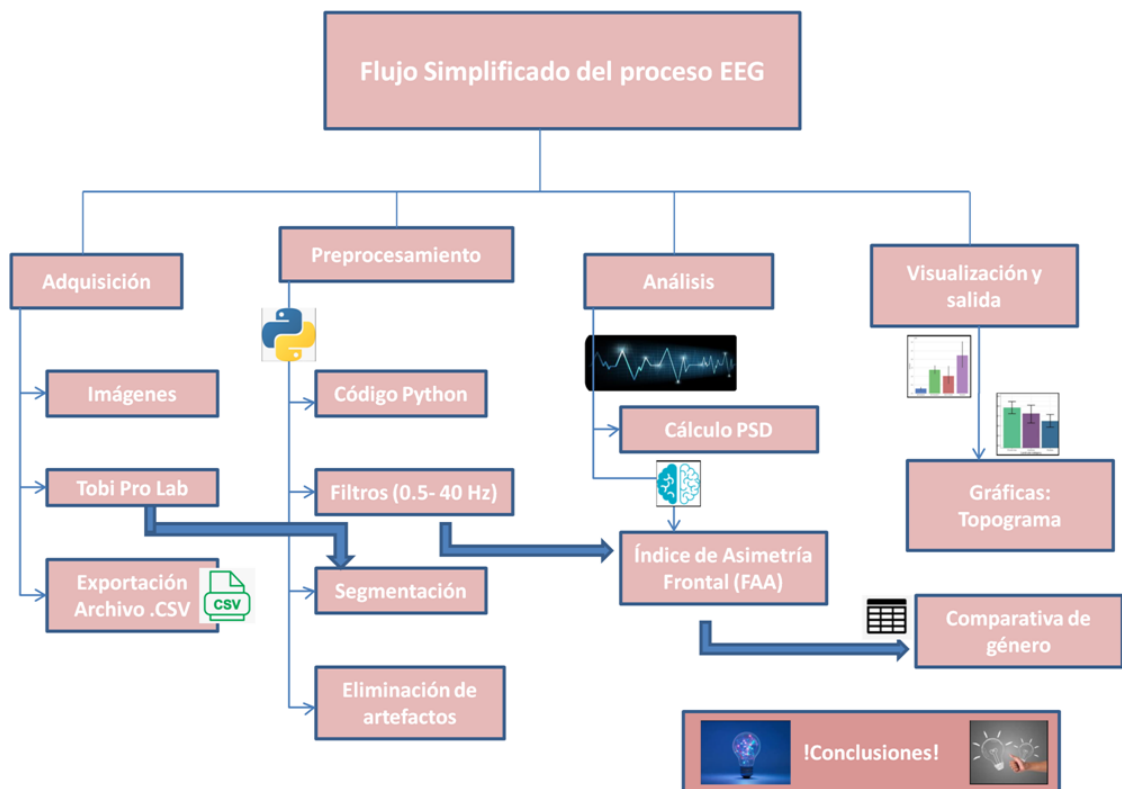 Flujo Simplificado del proceso EEG
Adquisición
Imágenes
Tobi Pro Lab
Exportación
Archivo .CSV
CSV
Preprocesamiento
Código Python
Filtros (0.5- 40 Hz)
Segmentación
Eliminación de
artefactos
Análisis
Cálculo PSD
Índice de Asimetría
Frontal (FAA)
Visualización y
salida
Gráficas:
Topograma
Comparativa de
género
!Conclusiones!